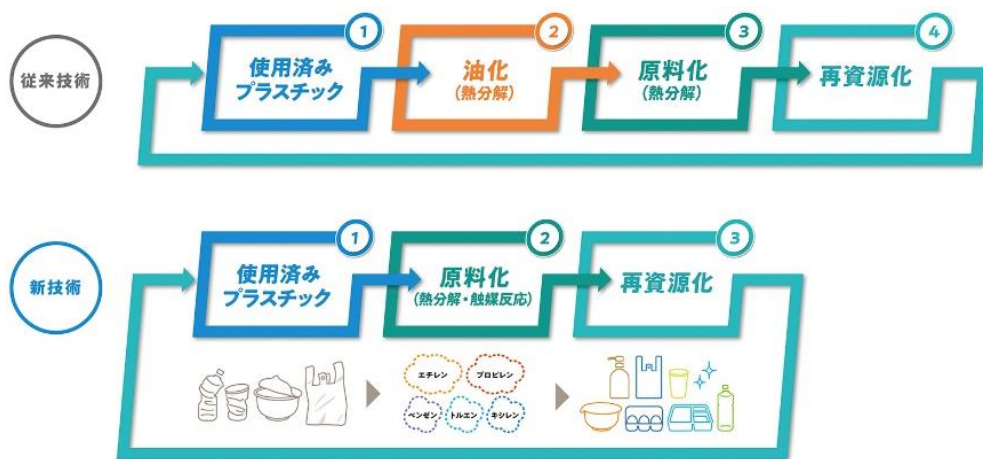 従来技術
1
使用済み
プラスチック
2
油化
(熱分解)
3
原料化
(熱分解)
4
再資源化
新技術
1
使用済み
プラスチック
2
原料化
(熱分解・触媒反応)
3
再資源化
エチレン
プロピレン
ベンゼン
トルエン
キシレン